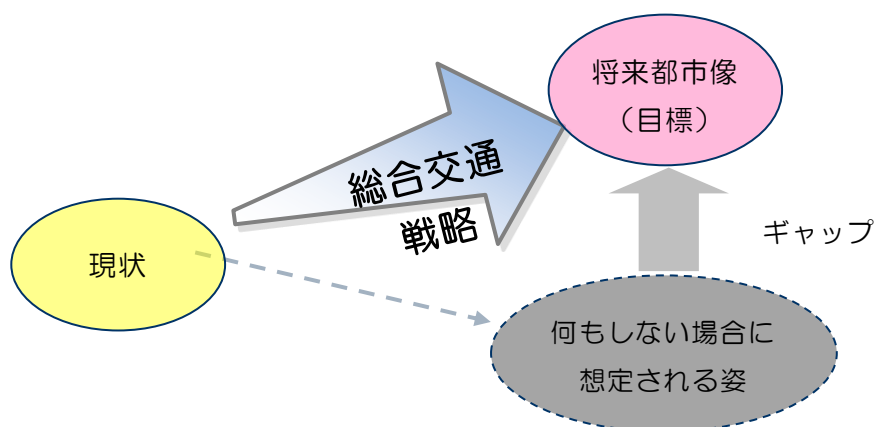 将来都市像
（目標）
総合交通
戦略
ギャップ
現状
何もしない場合に
想定される姿